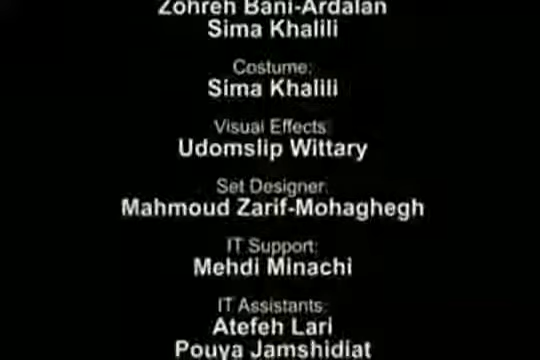 Zohreh Bani-Ardalan
Sima Khalili
Costume:
Sima Khalili
Visual Effects:
Udomslip Wittary
Set Designer:
Mahmoud Zarif-Mohaghegh
IT Support:
Mehdi Minachi
IT Assistants:
Atefeh Lari
Pouya Jamshidiat